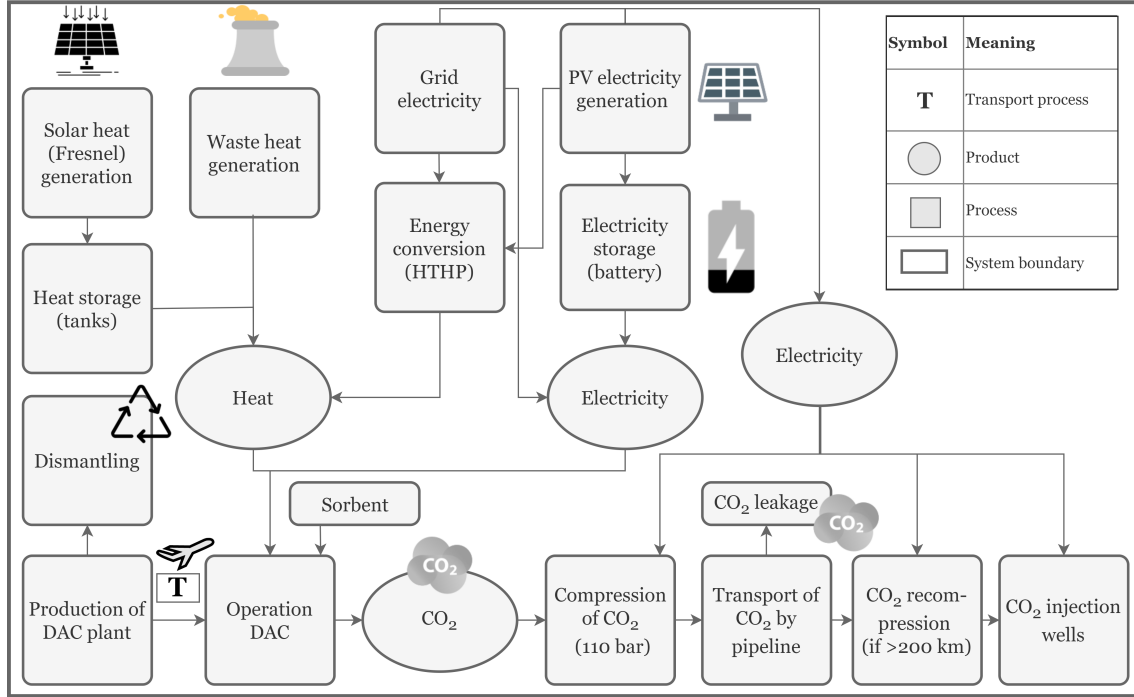 Solar heat
(Fresnel)
generation
Waste heat
generation
Grid
electricity
PV electricity
generation
Symbol Meaning
T Transport process
Product
Process
System boundary
Heat storage
(tanks)
Energy
conversion
(HTHP)
Electricity
storage
(battery)
Electricity
Heat
Electricity
Dismantling
Sorbent
CO₂ leakage
CO₂
CO₂
T
Production of
DAC plant
Operation
DAC
CO₂
Compression
of CO₂
(110 bar)
Transport of
CO₂ by
pipeline
CO₂ recom-
pression
(if >200 km)
CO₂ injection
wells